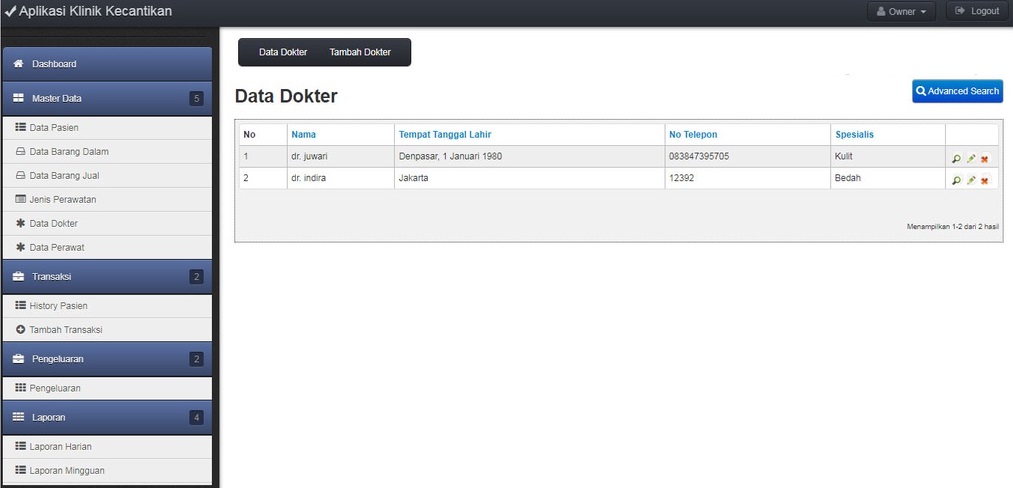 Aplikasi Klinik Kecantikan
Owner
Logout
Dashboard
Master Data 5
Data Pasien
Data Barang Dalam
Data Barang Jual
Jenis Perawatan
Data Dokter
Data Perawat
Transaksi 2
History Pasien
Tambah Transaksi
Pengeluaran 2
Pengeluaran
Laporan 4
Laporan Harian
Laporan Mingguan
Data Dokter Tambah Dokter
Data Dokter
Advanced Search
No Nama Tempat Tanggal Lahir No Telepon Spesialis
1 dr. juwari Denpasar, 1 Januari 1980 083847395705 Kulit
2 dr. indira Jakarta 12392 Bedah
Menampilkan 1-2 dari 2 hasil